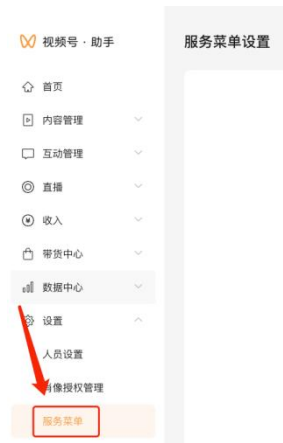 视频号·助手
服务菜单设置
首页
内容管理
互动管理
直播
收入
带货中心
数据中心
设置
人员设置
肖像授权管理
服务菜单